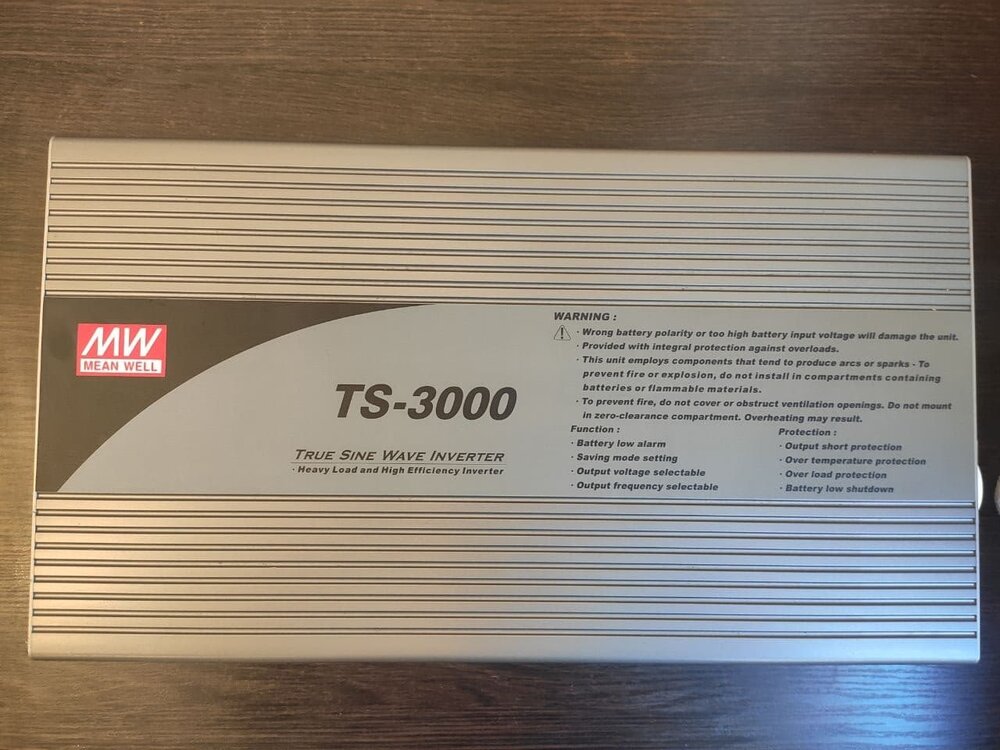 MW
MEAN WELL
TS-3000
TRUE SINE WAVE INVERTER
· Heavy Load and High Efficiency Inverter
WARNING :
· Wrong battery polarity or too high battery input voltage will damage the unit.
· Provided with integral protection against overloads.
· This unit employs components that tend to produce arcs or sparks · To
prevent fire or explosion, do not install in compartments containing
batteries or flammable materials.
· To prevent fire, do not cover or obstruct ventilation openings. Do not mount
in zero-clearance compartment. Overheating may result.
Function :
· Battery low alarm
· Saving mode setting
· Output voltage selectable
· Output frequency selectable
Protection :
· Output short protection
· Over temperature protection
· Over load protection
· Battery low shutdown